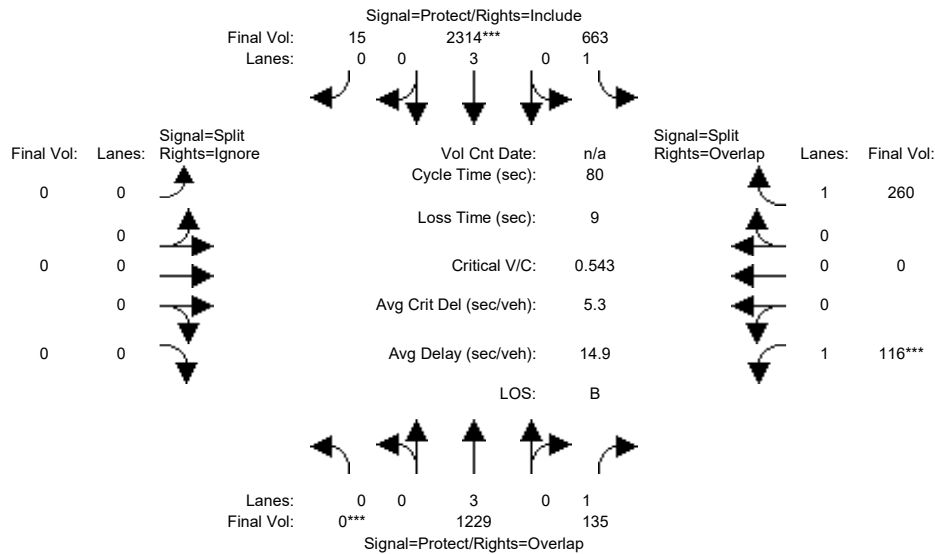 Signal=Protect/Rights=Include
Final Vol: 15 2314*** 663
Lanes: 0 0 3 0 1
Signal=Split
Final Vol: Lanes: Rights=Ignore
Vol Cnt Date: n/a
Signal=Split
Rights=Overlap Lanes: Final Vol:
Cycle Time (sec): 80
0 0
1 260
Loss Time (sec): 9
0
0
0 0
Critical V/C: 0.543
0 0
0
Avg Crit Del (sec/veh): 5.3
0
0 0
Avg Delay (sec/veh): 14.9
1 116***
LOS: B
Lanes: 0 0 3 0 1
Final Vol: 0*** 1229 135
Signal=Protect/Rights=Overlap